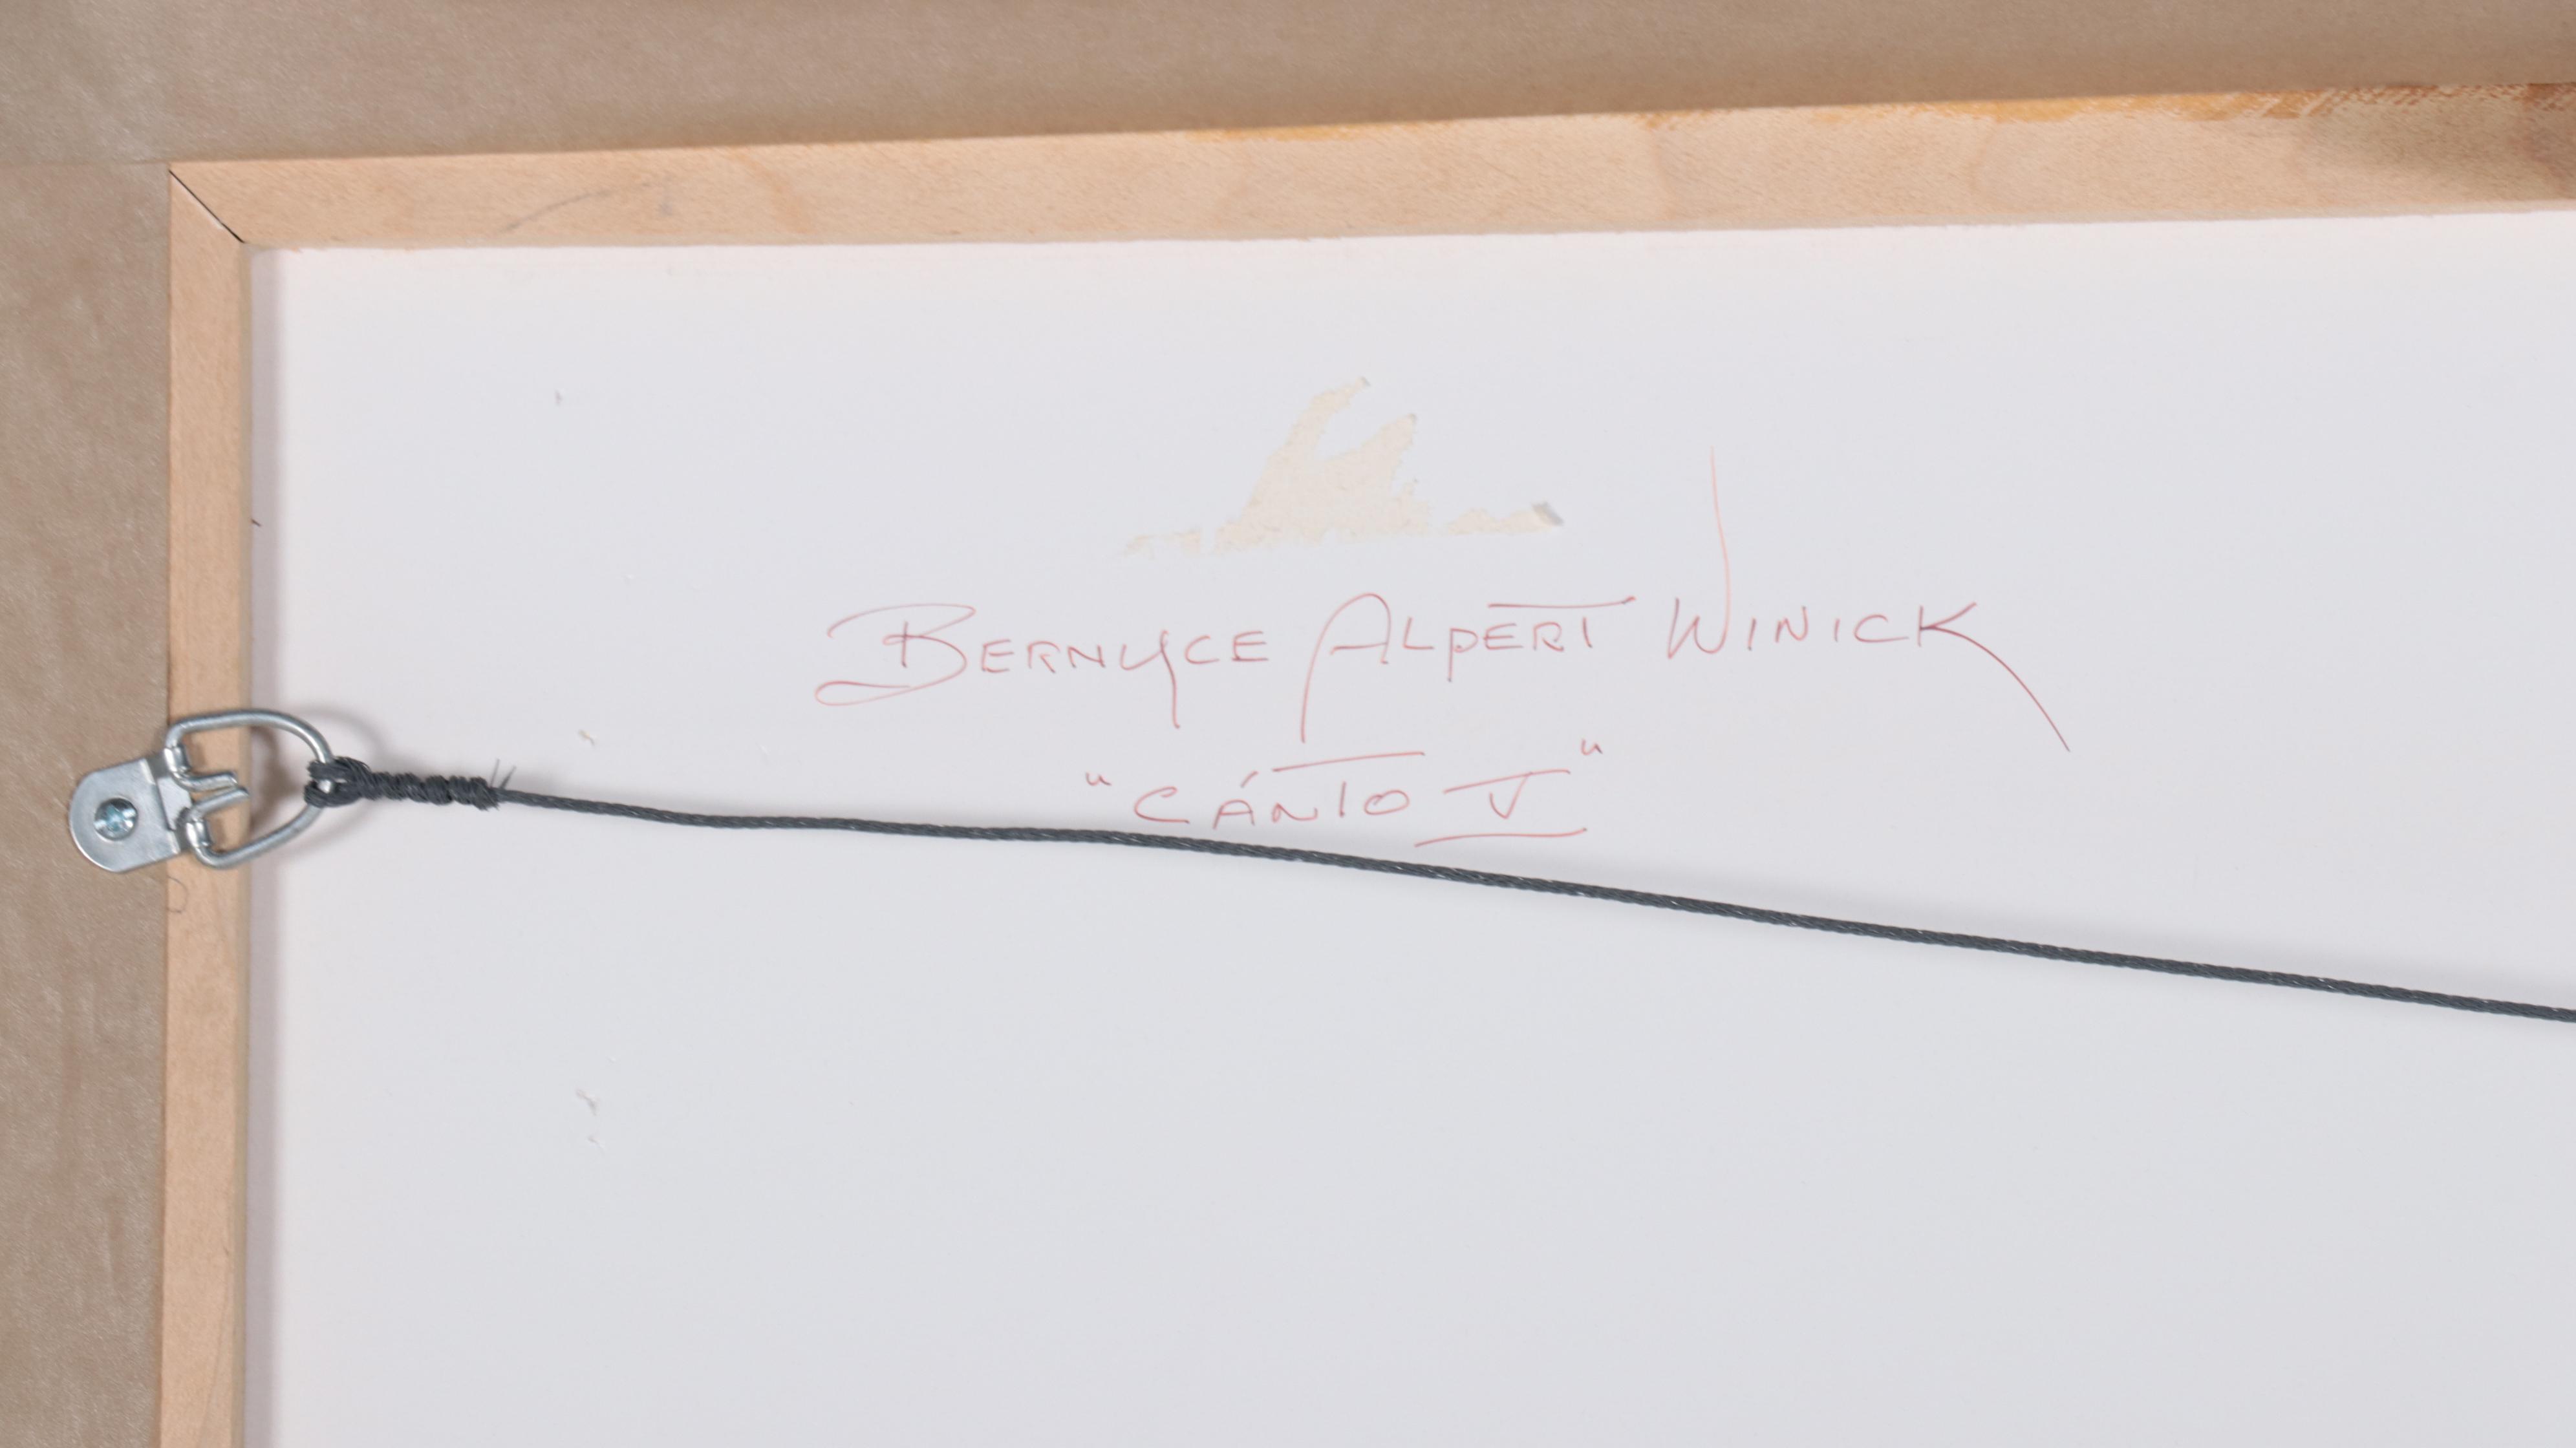 BERNYCE ALPERT WINICK
"CÁNTO V"